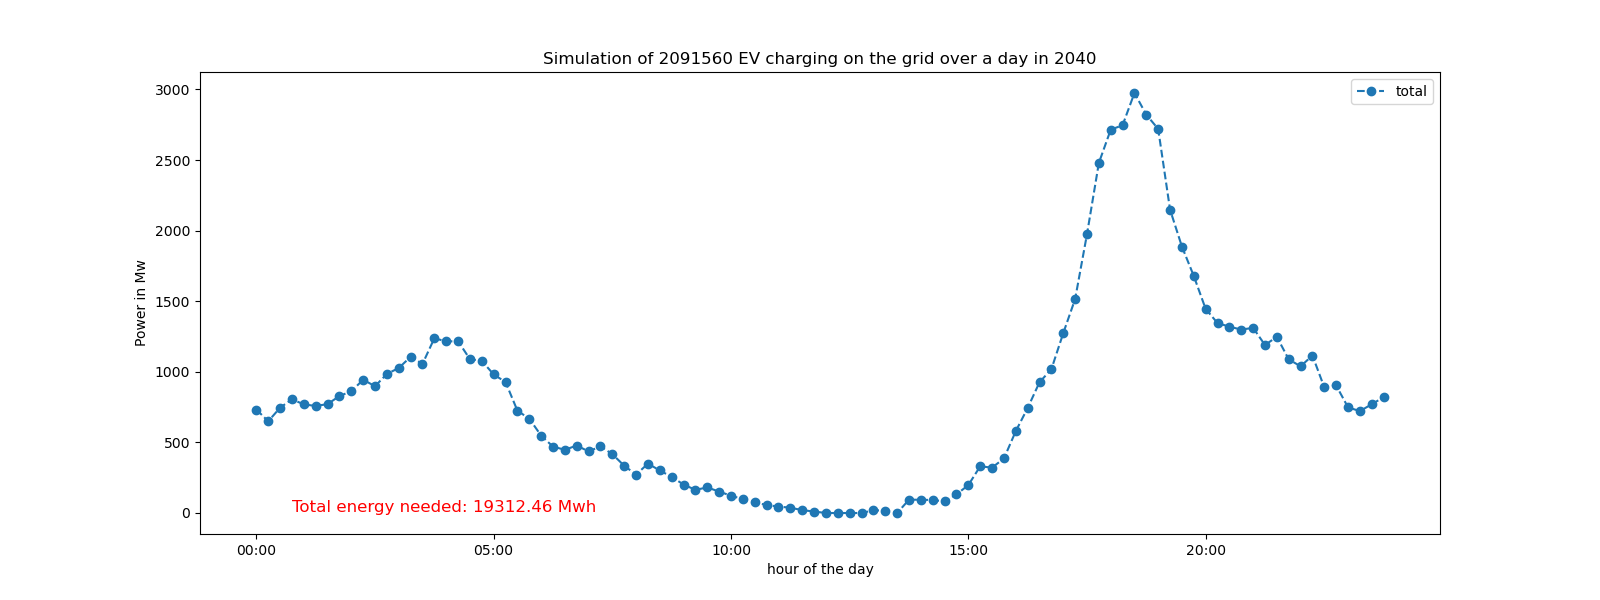 Simulation of 2091560 EV charging on the grid over a day in 2040
total
3000
2500
2000
1500
1000
500
0
Power in Mw
Total energy needed: 19312.46 Mwh
00:00 05:00 10:00 15:00 20:00
hour of the day